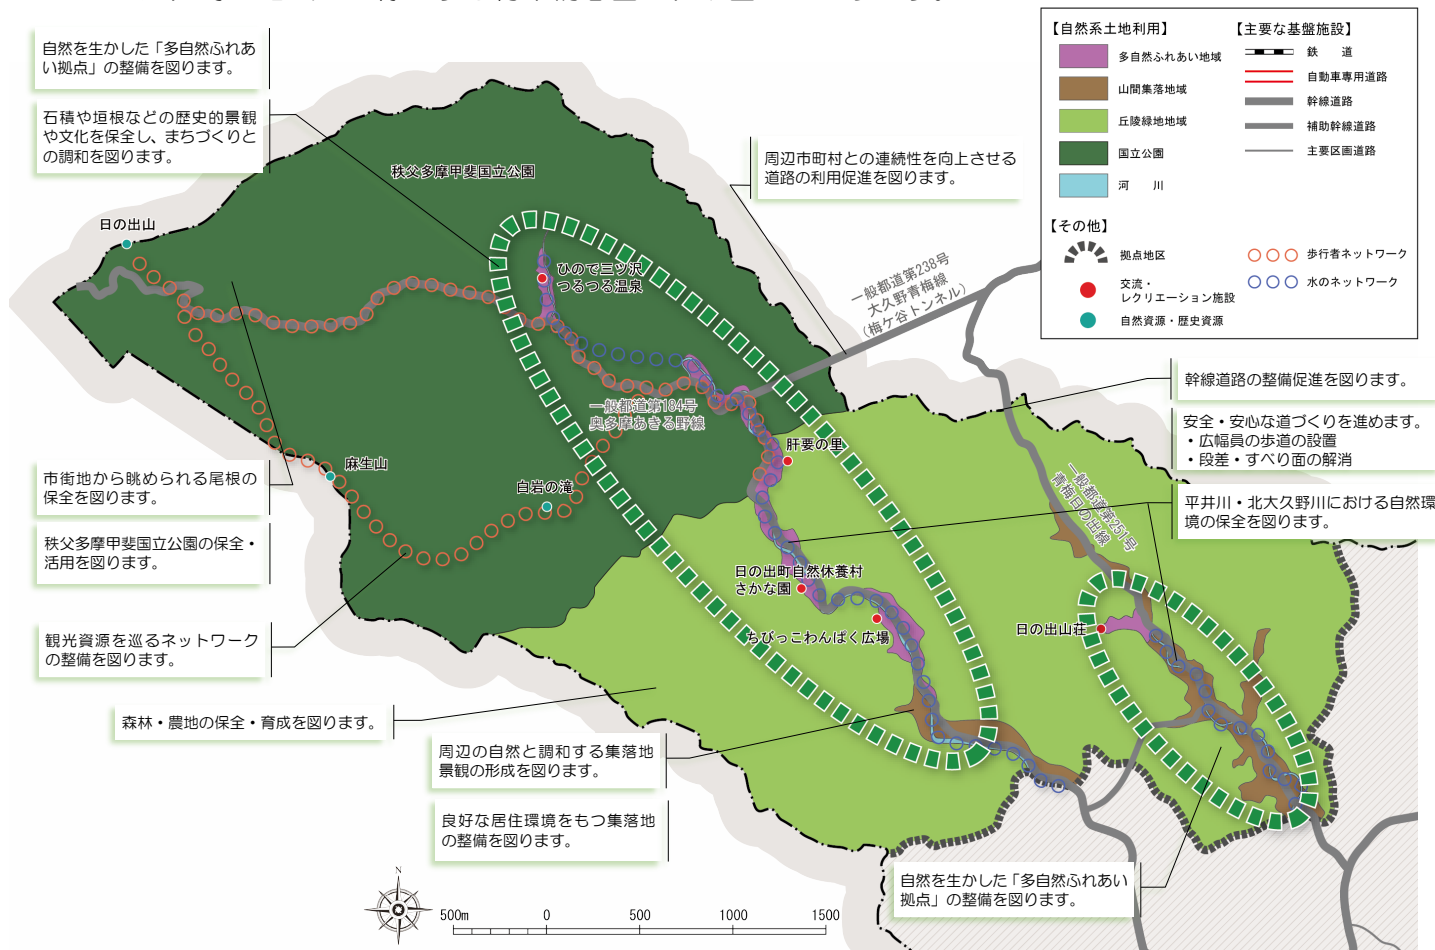 自然を生かした「多自然ふれあ
い拠点」の整備を図ります。
石積や垣根などの歴史的景観
や文化を保全し、まちづくりと
の調和を図ります。
周辺市町村との連続性を向上させる
道路の利用促進を図ります。
【自然系土地利用】
多自然ふれあい地域
山間集落地域
丘陵緑地地域
国立公園
河　川
【主要な基盤施設】
鉄　道
自動車専用道路
幹線道路
補助幹線道路
主要区画道路
【その他】
拠点地区
交流・
レクリエーション施設
自然資源・歴史資源
歩行者ネットワーク
水のネットワーク
秩父多摩甲斐国立公園
日の出山
ひので三ツ沢
つるつる温泉
一般都道第238号
大久野青梅線
（梅ケ谷トンネル）
一般都道第184号
奥多摩あきる野線
幹線道路の整備促進を図ります。
安全・安心な道づくりを進めます。
・広幅員の歩道の設置
・段差・すべり面の解消
肝要の里
麻生山
白岩の滝
市街地から眺められる尾根の
保全を図ります。
一般都道第251号
青梅日の出線
平井川・北大久野川における自然環
境の保全を図ります。
秩父多摩甲斐国立公園の保全・
活用を図ります。
日の出町自然休養村
さかな園
ちびっこわんぱく広場
日の出山荘
観光資源を巡るネットワーク
の整備を図ります。
森林・農地の保全・育成を図ります。
周辺の自然と調和する集落地
景観の形成を図ります。
良好な居住環境をもつ集落地
の整備を図ります。
自然を生かした「多自然ふれあい
拠点」の整備を図ります。
N
500m 0 500 1000 1500